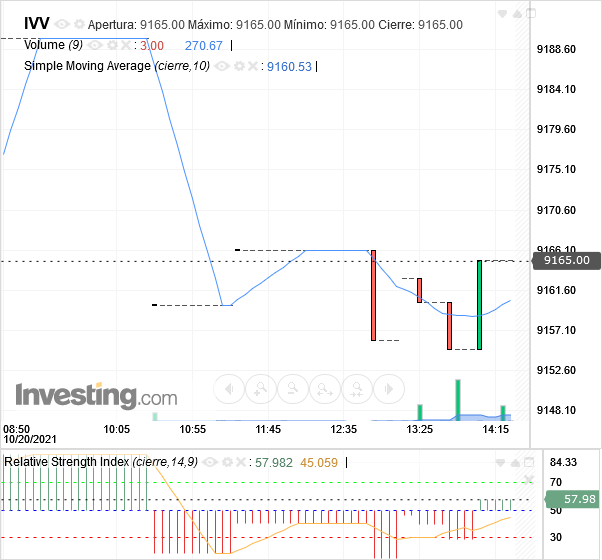 IVV Apertura: 9165.00 Máximo: 9165.00 Mínimo: 9165.00 Cierre: 9165.00
Volume (9) : 3.00 270.67
Simple Moving Average (cierre,10) : 9160.53
9188.60
9184.10
9179.60
9175.10
9170.60
9166.10
9165.00
9161.60
9157.10
9152.60
9148.10
Investing.com
08:50 10:05 10:55 11:45 12:35 13:25 14:15
10/20/2021
Relative Strength Index (cierre,14,9) : 57.982 45.059
84.33
70
57.98
50
30